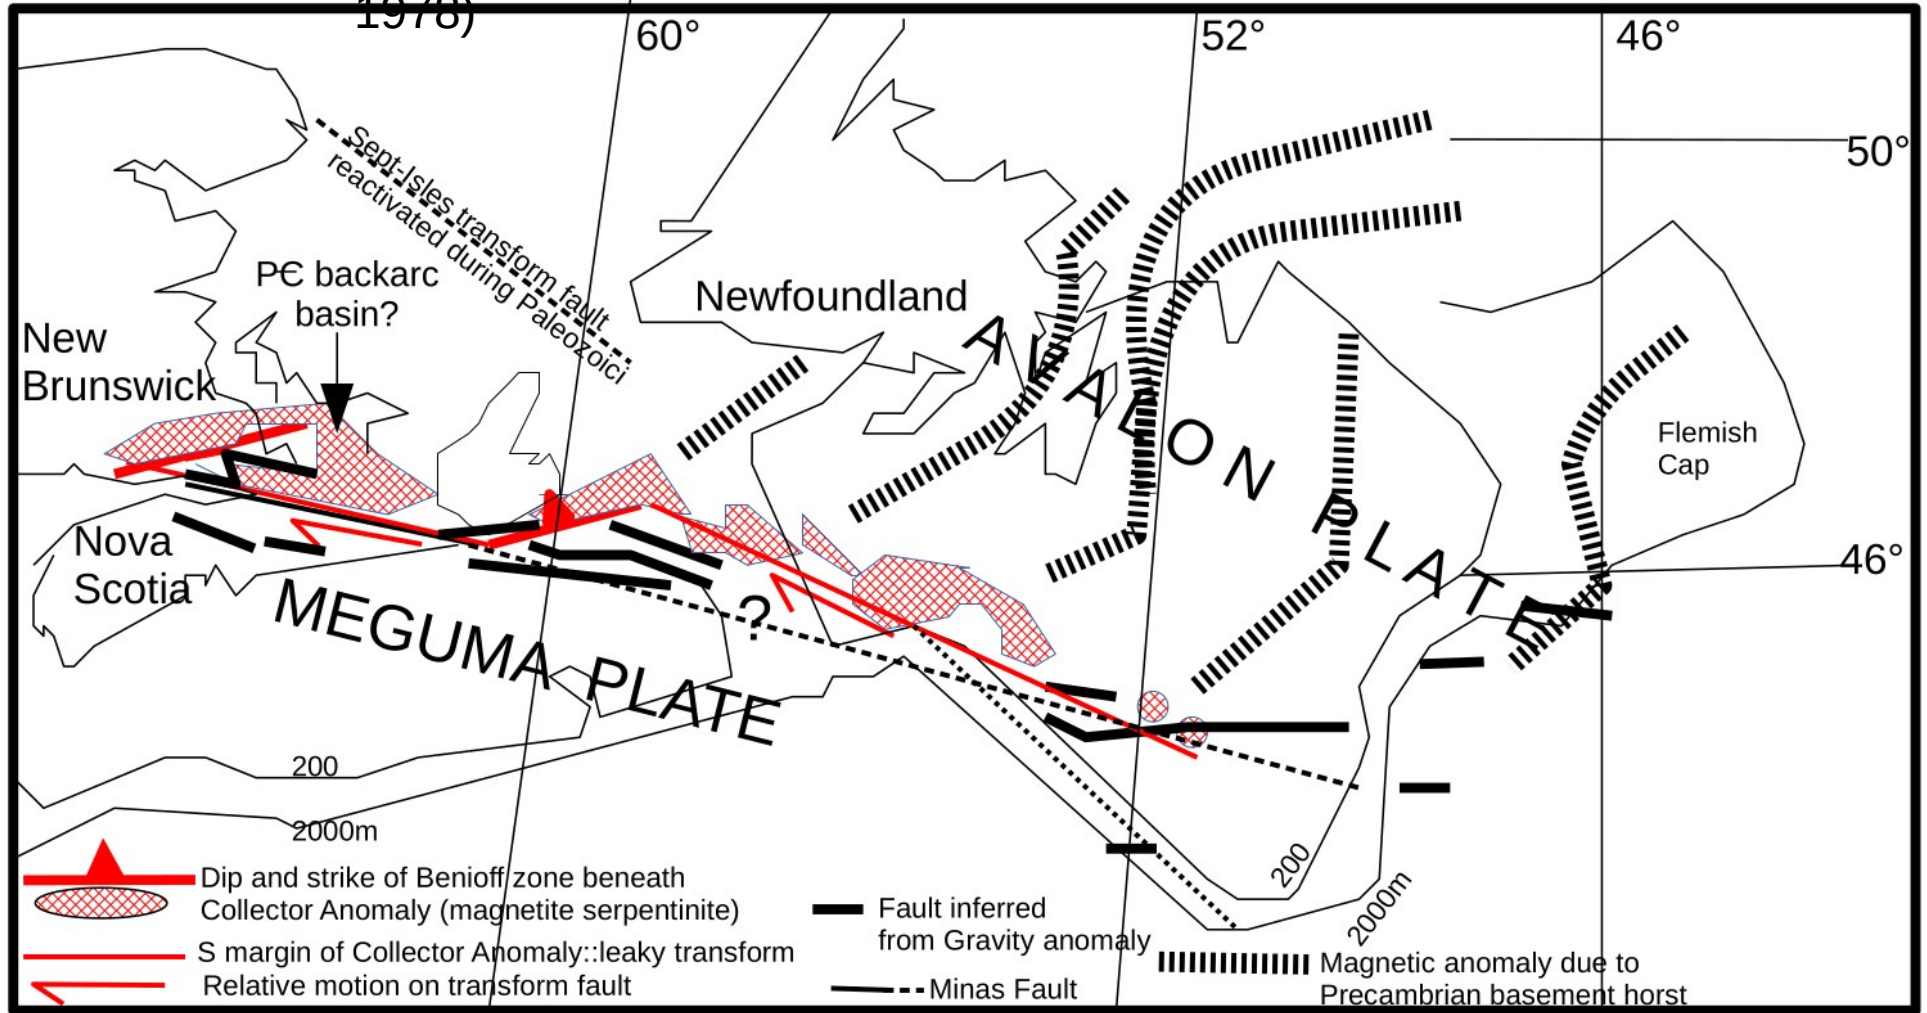 1978)
60°
52°
46°
50°
Sept-Isles transform fault
reactivated during Paleozoici
PЄ backarc
basin?
Newfoundland
New
Brunswick
AVALON PLATE
Flemish
Cap
Nova
Scotia
46°
MEGUMA PLATE
?
200
2000m
200
2000m
Dip and strike of Benioff zone beneath
Collector Anomaly (magnetite serpentinite)
S margin of Collector Anomaly::leaky transform
Relative motion on transform fault
Fault inferred
from Gravity anomaly
Minas Fault
Magnetic anomaly due to
Precambrian basement horst